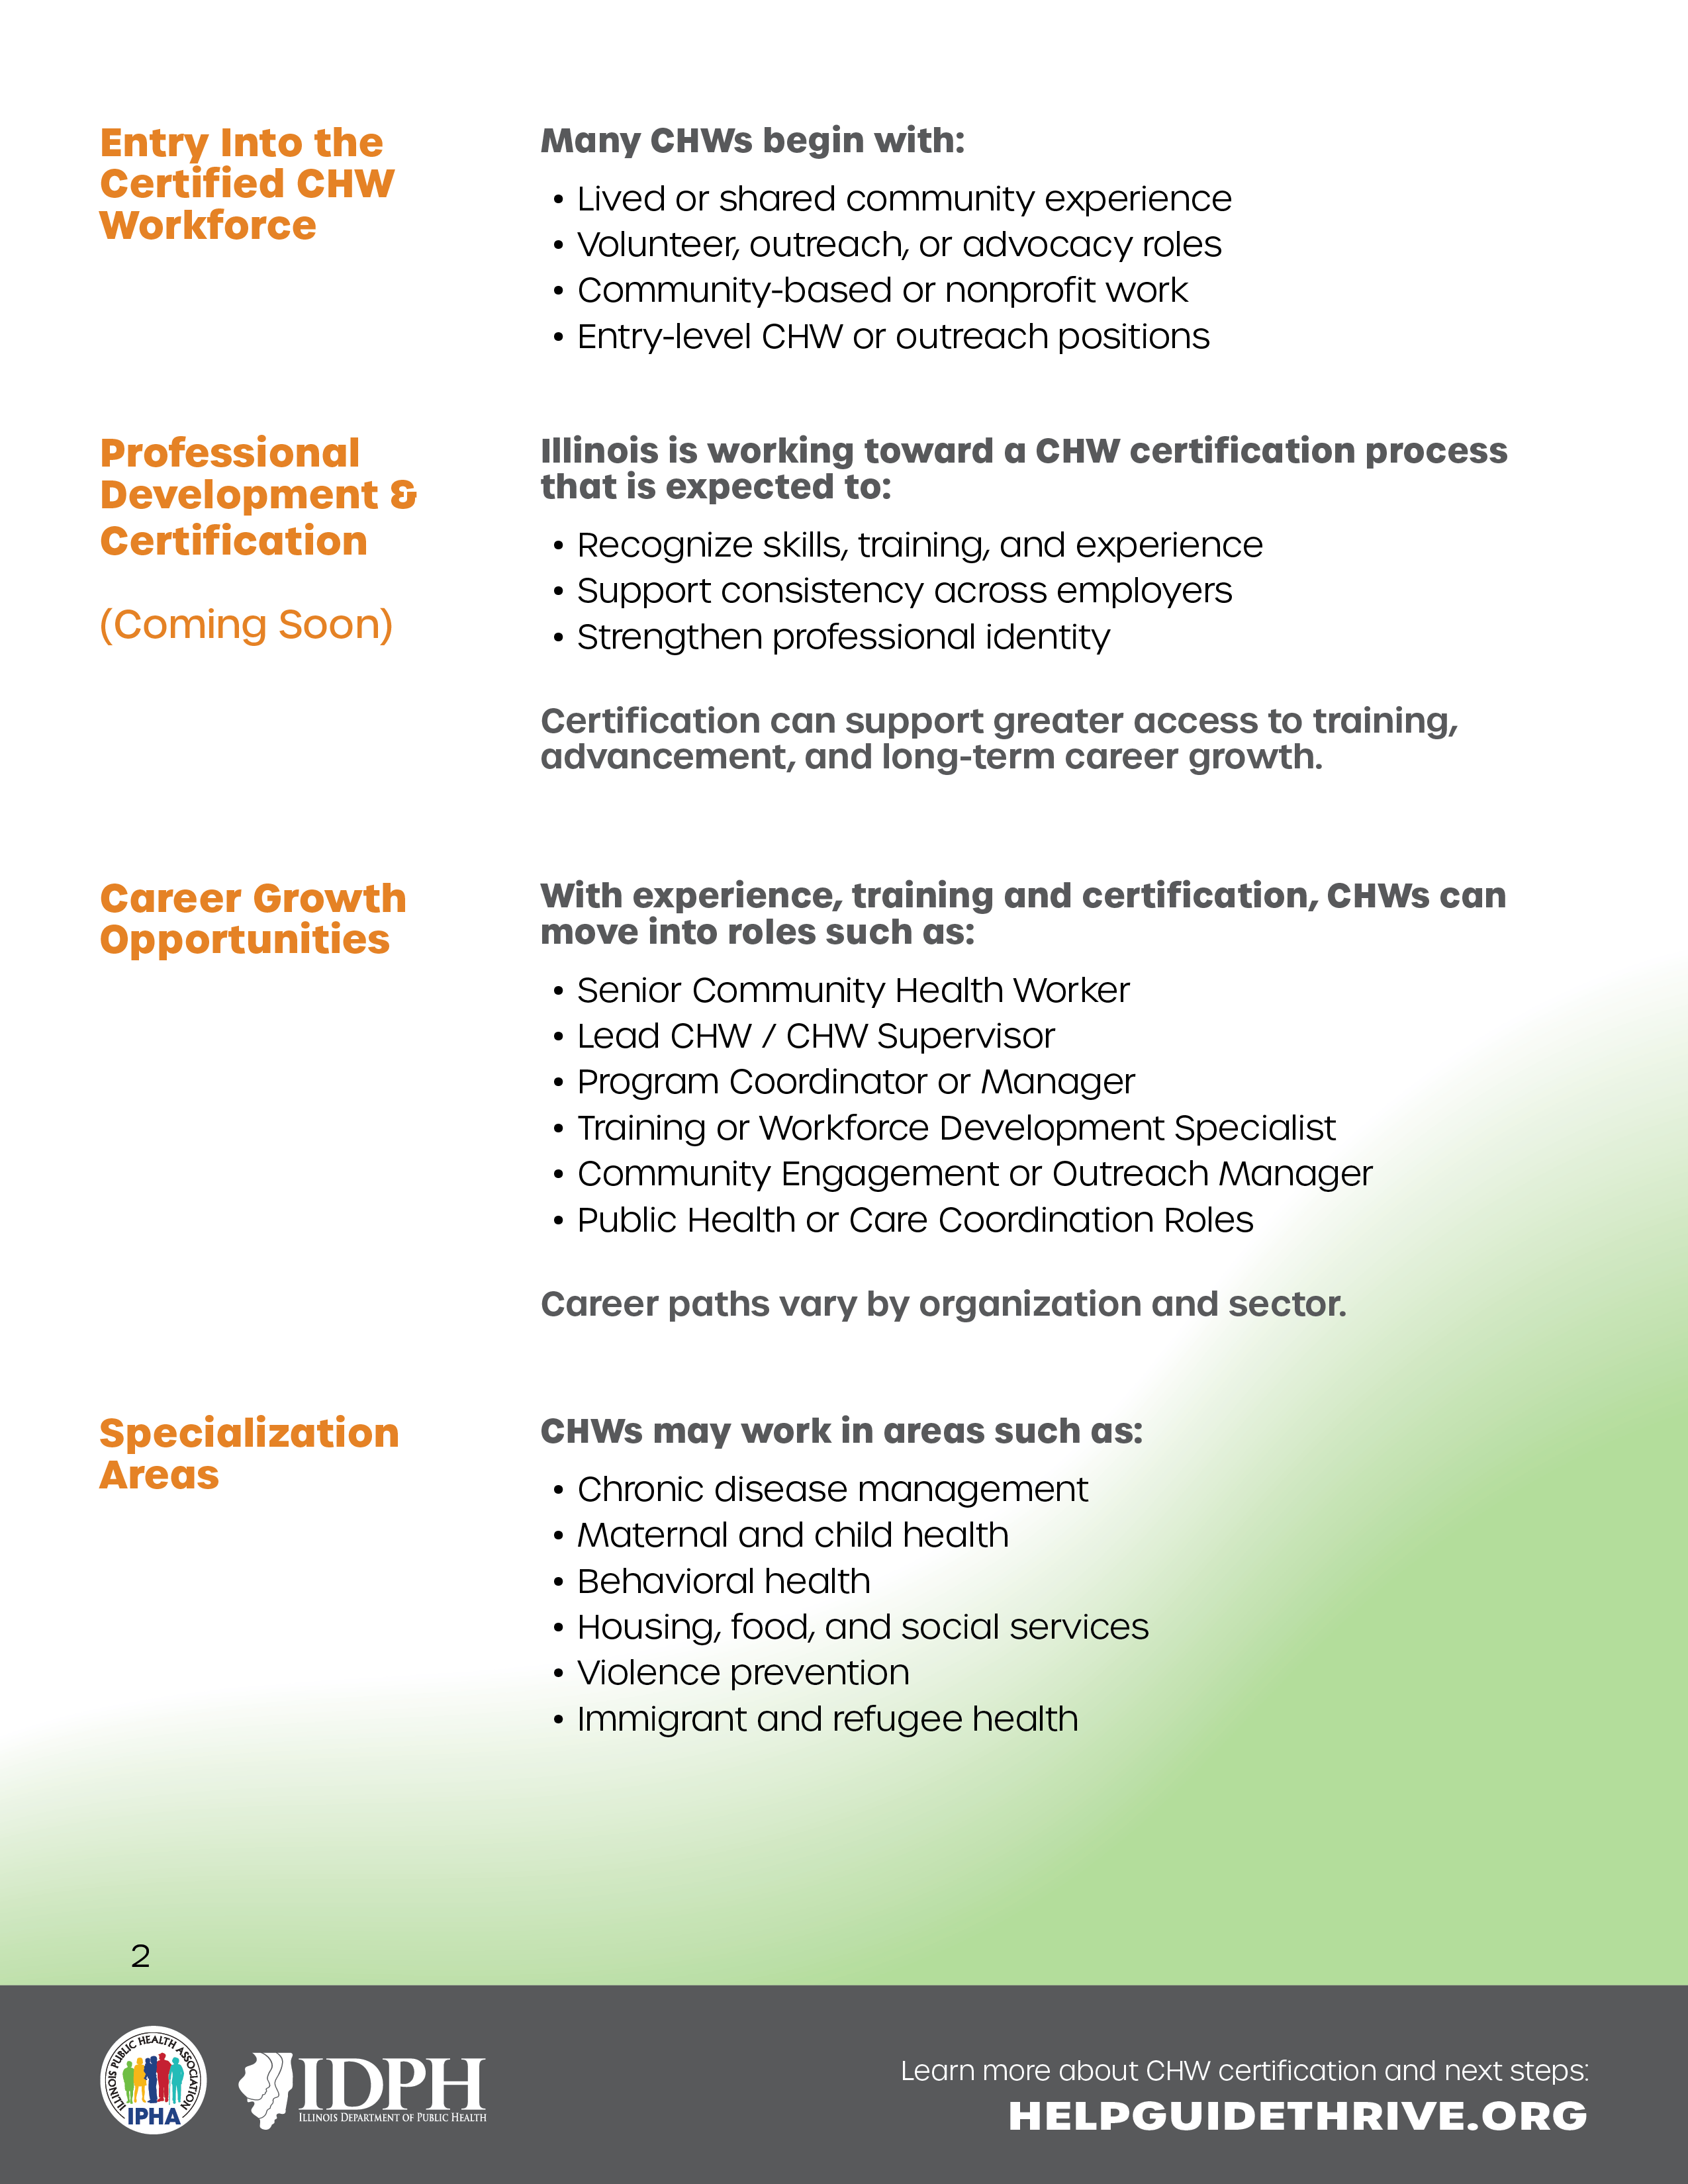 Entry Into the
Certified CHW
Workforce
Many CHWs begin with:
• Lived or shared community experience
• Volunteer, outreach, or advocacy roles
• Community-based or nonprofit work
• Entry-level CHW or outreach positions
Professional
Development &
Certification
(Coming Soon)
Illinois is working toward a CHW certification process
that is expected to:
• Recognize skills, training, and experience
• Support consistency across employers
• Strengthen professional identity
Certification can support greater access to training,
advancement, and long-term career growth.
Career Growth
Opportunities
With experience, training and certification, CHWs can
move into roles such as:
• Senior Community Health Worker
• Lead CHW / CHW Supervisor
• Program Coordinator or Manager
• Training or Workforce Development Specialist
• Community Engagement or Outreach Manager
• Public Health or Care Coordination Roles
Career paths vary by organization and sector.
Specialization
Areas
CHWs may work in areas such as:
• Chronic disease management
• Maternal and child health
• Behavioral health
• Housing, food, and social services
• Violence prevention
• Immigrant and refugee health
2
ILLINOIS PUBLIC HEALTH ASSOCIATION
IPHA
IDPH
ILLINOIS DEPARTMENT OF PUBLIC HEALTH
Learn more about CHW certification and next steps:
HELPGUIDETHRIVE.ORG